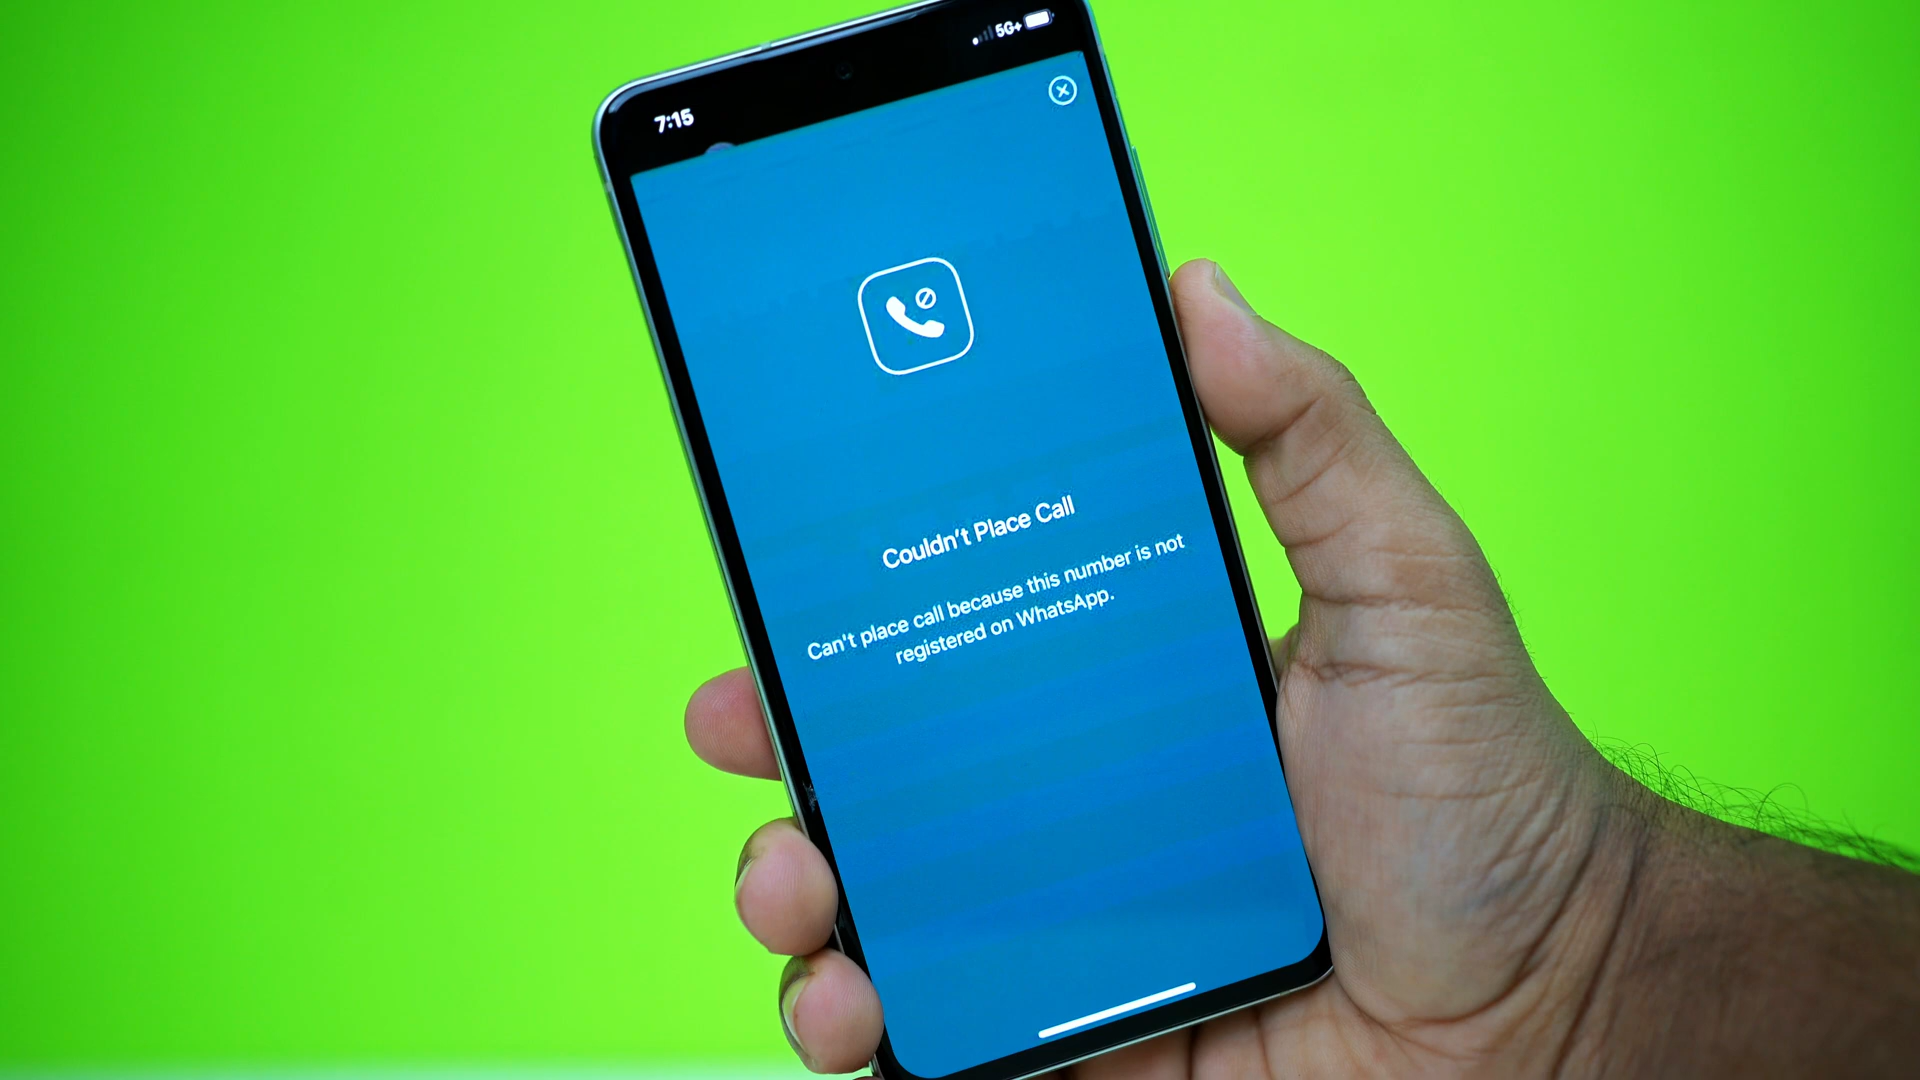 7:15
5G+
Couldn't Place Call
Can't place call because this number is not
registered on WhatsApp.